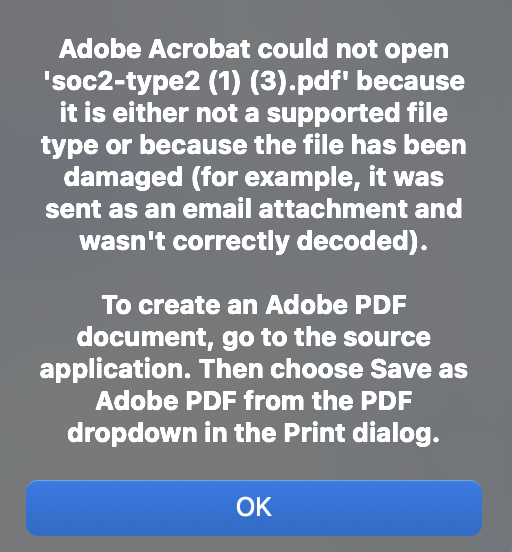 Adobe Acrobat could not open
'soc2-type2 (1) (3).pdf' because
it is either not a supported file
type or because the file has been
damaged (for example, it was
sent as an email attachment and
wasn't correctly decoded).
To create an Adobe PDF
document, go to the source
application. Then choose Save as
Adobe PDF from the PDF
dropdown in the Print dialog.
OK